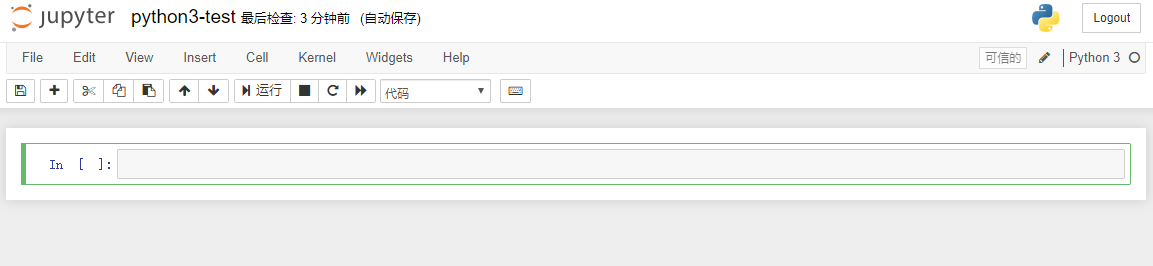 jupyter python3-test 最后检查: 3 分钟前 (自动保存) Logout
File Edit View Insert Cell Kernel Widgets Help 可信的 Python 3
运行 代码
In [ ]: